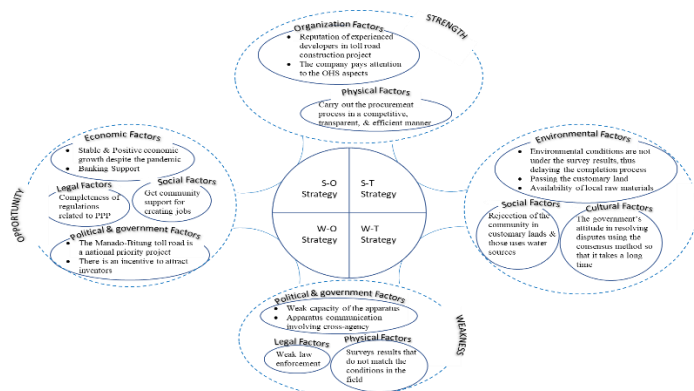 STRENGTH
Organization Factors
• Reputation of experienced
developers in toll road
construction project
• The company pays attention
to the OHS aspects
Physical Factors
Carry out the procurement
process in a competitive,
transparent, & efficient manner
OPPORTUNITY
Economic Factors
• Stable & Positive economic
growth despite the pandemic
• Banking Support
Legal Factors
Completeness of
regulations
related to PPP
Social Factors
Get community
support for
creating jobs
Political & government Factors
• The Manado-Bitung toll road is
a national priority project
• There is an incentive to attract
investors
S-O
Strategy
S-T
Strategy
W-O
Strategy
W-T
Strategy
Environmental Factors
• Environmental conditions are not
under the survey results, thus
delaying the completion process
• Passing the customary land
• Availability of local raw materials
Social Factors
Rejection of the
community in
customary lands &
those uses water
sources
Cultural Factors
The government's
attitude in resolving
disputes using the
consensus method so
that it takes a long
time
WEAKNESS
Political & government Factors
• Weak capacity of the apparatus
• Apparatus communication
involving cross-agency
Legal Factors
Weak law
enforcement
Physical Factors
Surveys results that
do not match the
conditions in the
field